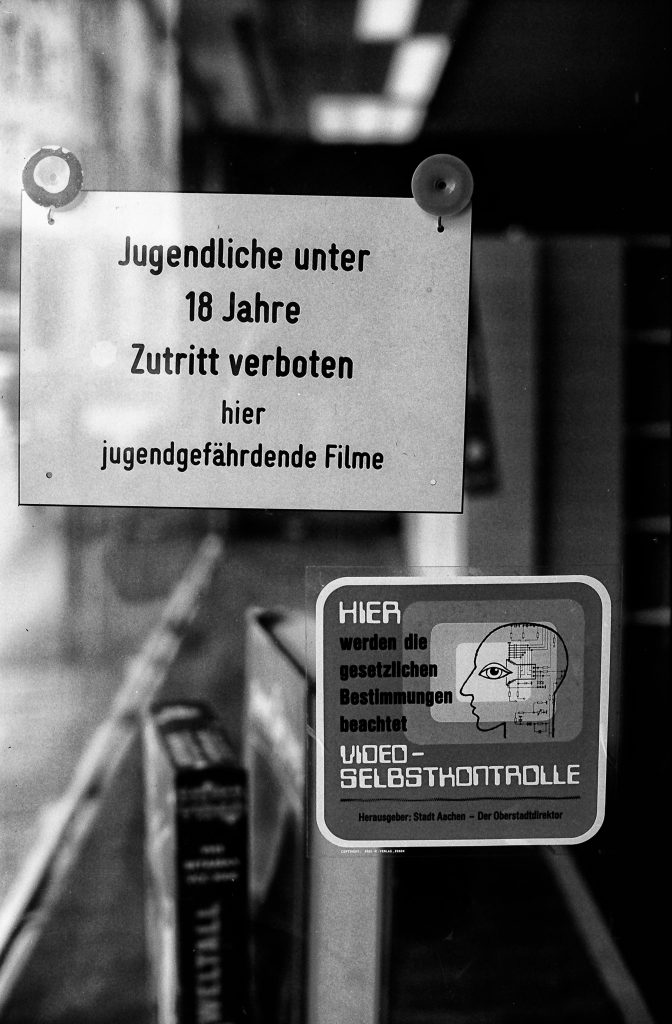 Jugendliche unter
18 Jahre
Zutritt verboten
hier
jugendgefährdende Filme
HIER
werden die
gesetzlichen
Bestimmungen
beachtet
VIDEO-
SELBSTKONTROLLE
Herausgeber: Stadt Aachen – Der Oberstadtdirektor
WELTALL